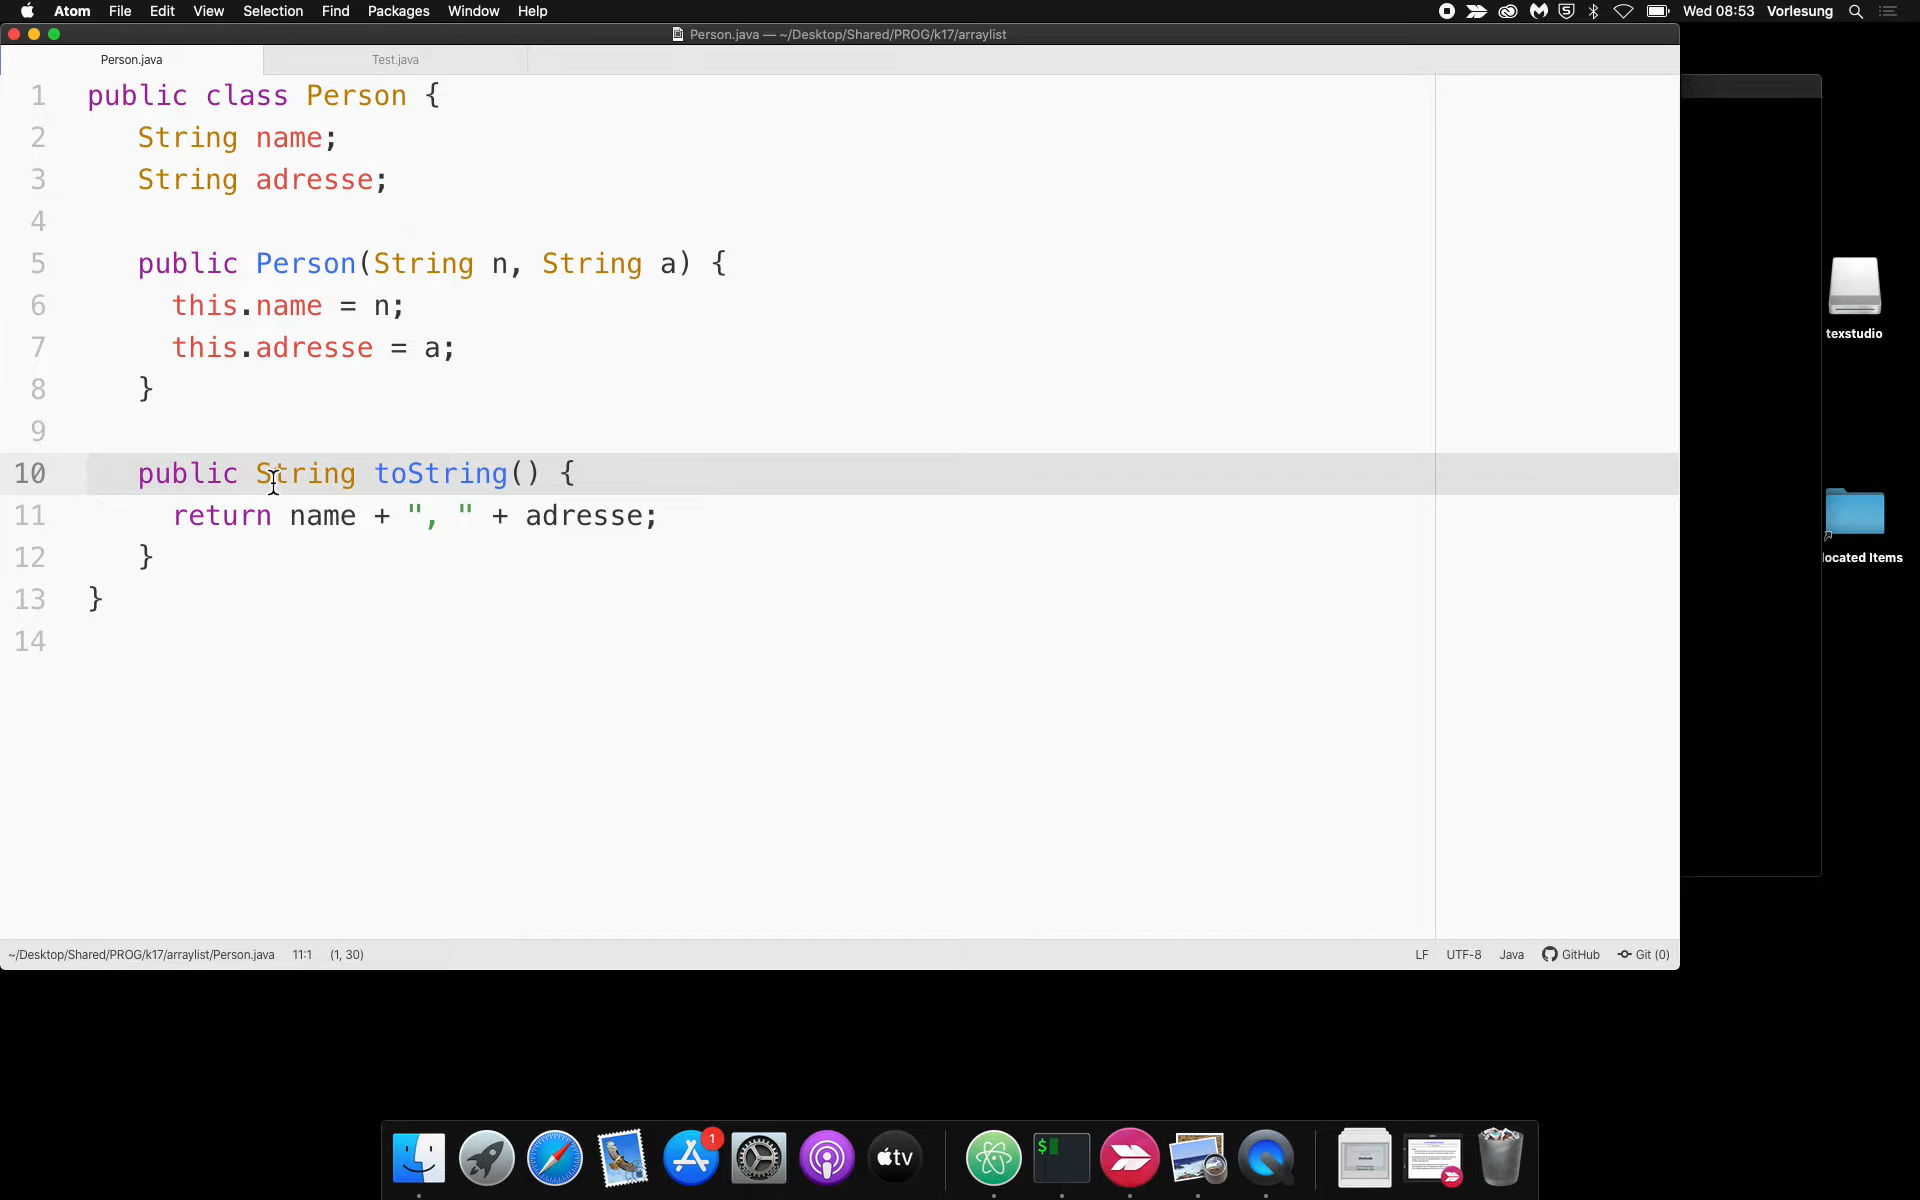 Atom File Edit View Selection Find Packages Window Help Wed 08:53 Vorlesung
Person.java — ~/Desktop/Shared/PROG/k17/arraylist
Person.java Test.java
1 public class Person {
2 String name;
3 String adresse;
4
5 public Person(String n, String a) {
6 this.name = n;
7 this.adresse = a;
8 }
9
10 public String toString() {
11 return name + ", " + adresse;
12 }
13 }
14
texstudio
located Items
~/Desktop/Shared/PROG/k17/arraylist/Person.java 11:1 (1, 30) LF UTF-8 Java GitHub Git (0)
1
$
tv